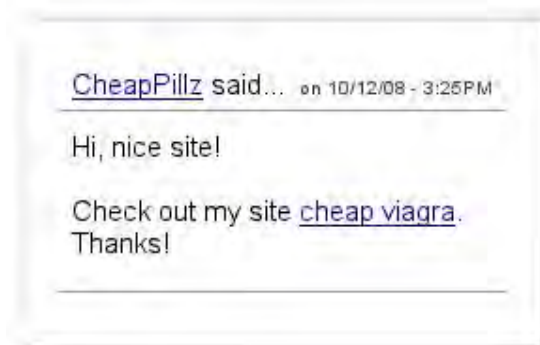 CheapPillz said... on 10/12/08 - 3:25PM
Hi, nice site!
Check out my site cheap viagra.
Thanks!